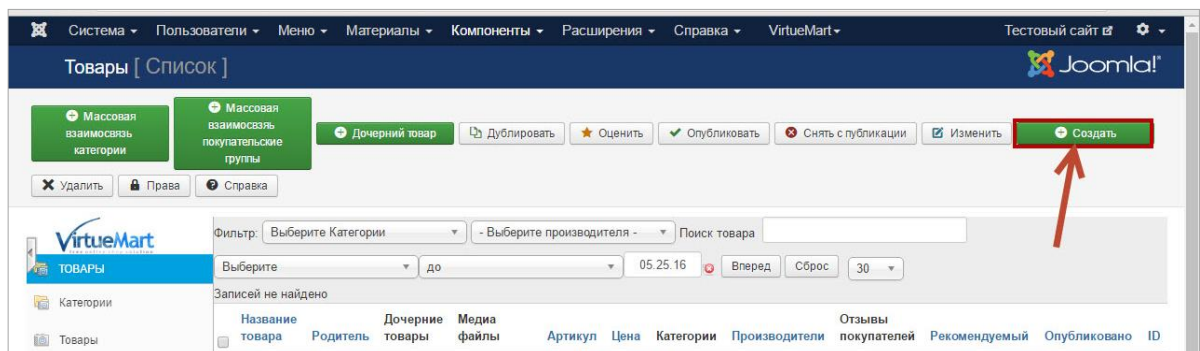 Система Пользователи Меню Материалы Компоненты Расширения Справка VirtueMart Тестовый сайт
Товары [ Список ]
Joomla!
Массовая взаимосвязь категории
Массовая взаимосвязь покупательские группы
Дочерний товар
Дублировать
Оценить
Опубликовать
Снять с публикации
Изменить
Создать
Удалить
Права
Справка
VirtueMart
Фильтр: Выберите Категории - Выберите производителя - Поиск товара
ТОВАРЫ
Выберите до 05.25.16 Вперед Сброс 30
Записей не найдено
Категории
Товары
Название товара Родитель Дочерние товары Медиа файлы Артикул Цена Категории Производители Отзывы покупателей Рекомендуемый Опубликовано ID